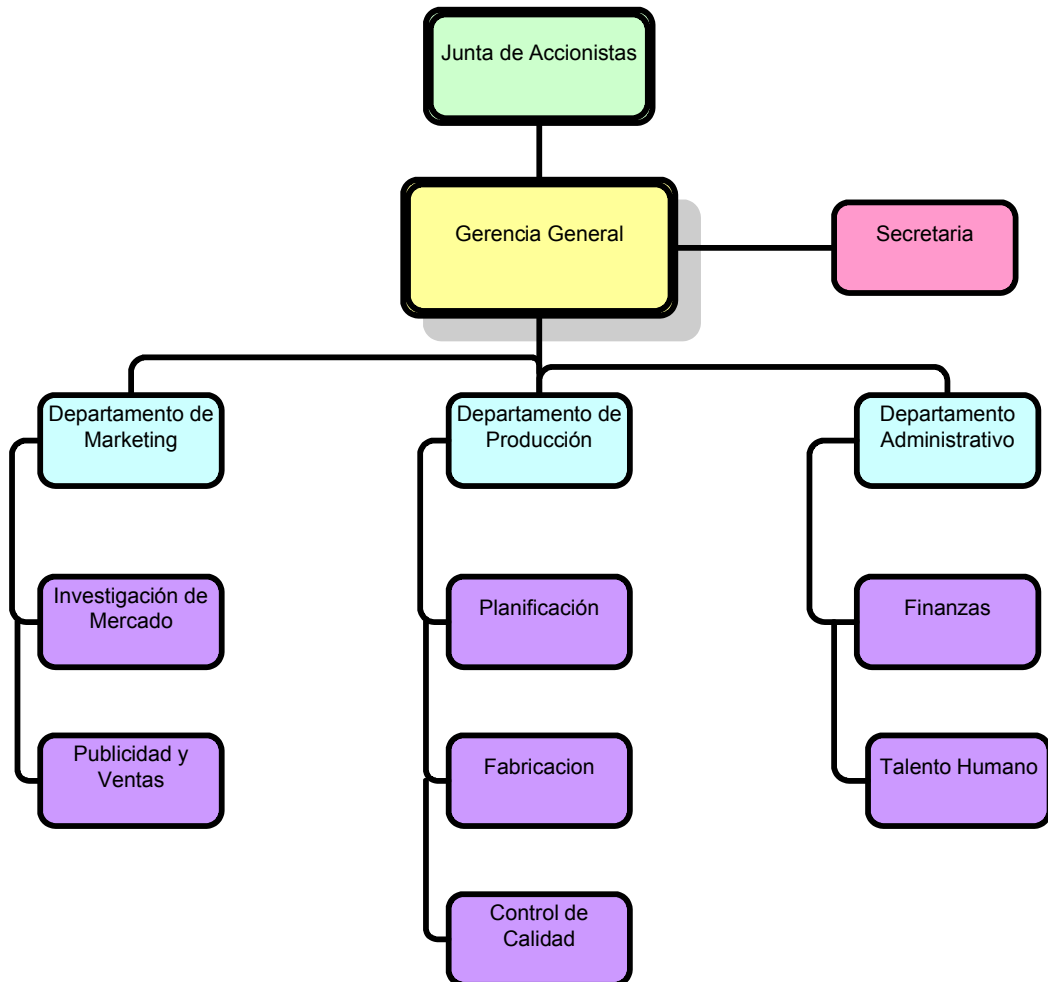 Junta de Accionistas
Gerencia General
Secretaria
Departamento de
Marketing
Departamento de
Producción
Departamento
Administrativo
Investigación de
Mercado
Planificación
Finanzas
Publicidad y
Ventas
Fabricacion
Talento Humano
Control de
Calidad